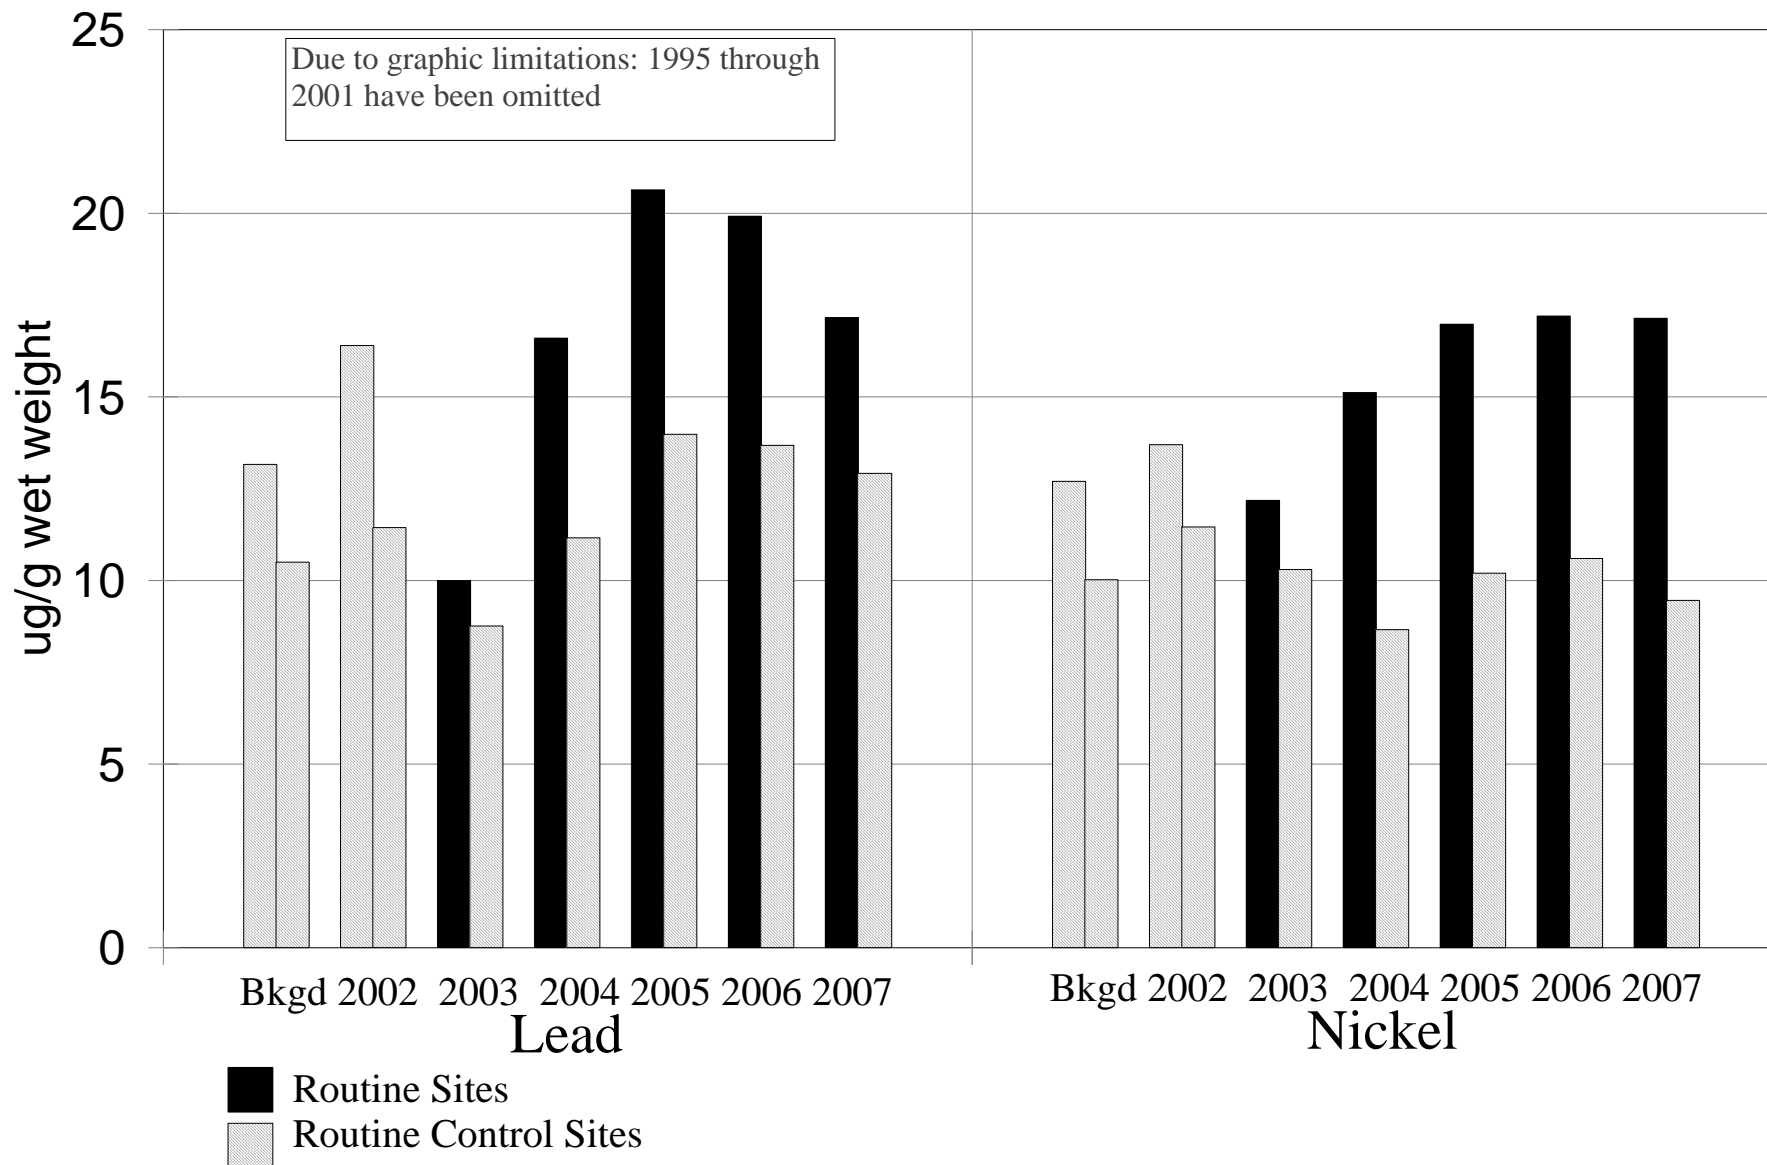 25
Due to graphic limitations: 1995 through
2001 have been omitted
20
15
10
5
0
ug/g wet weight
Bkgd 2002 2003 2004 2005 2006 2007
Lead
Bkgd 2002 2003 2004 2005 2006 2007
Nickel
Routine Sites
Routine Control Sites